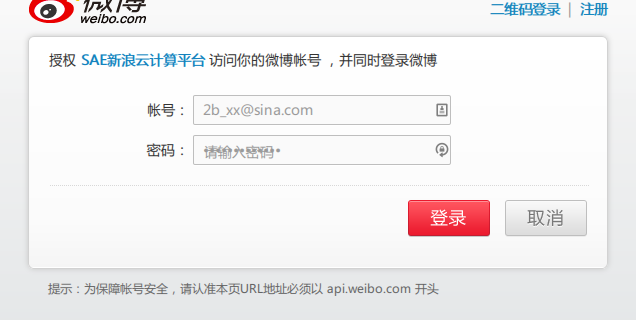 微博
weibo.com
二维码登录 | 注册
授权 SAE新浪云计算平台 访问你的微博帐号 ，并同时登录微博
帐号： 2b_xx@sina.com
密码： 请输入密码
登录 取消
提示：为保障帐号安全，请认准本页URL地址必须以 api.weibo.com 开头